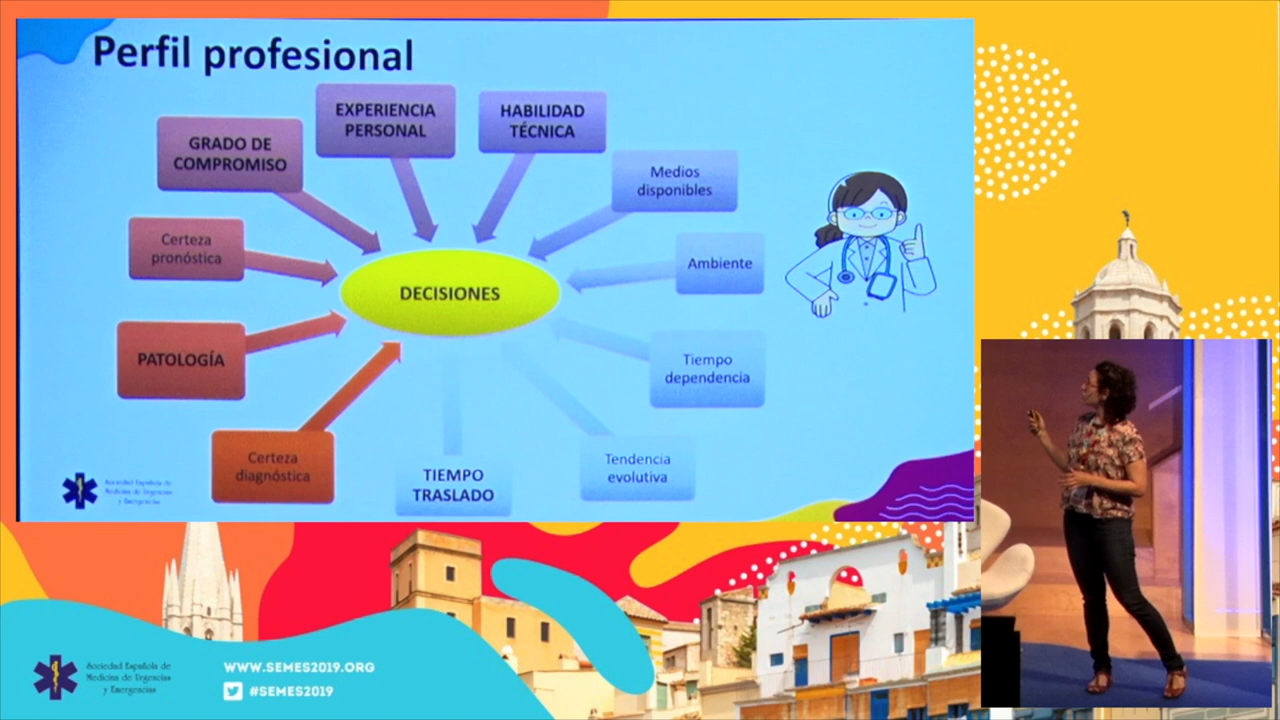 Perfil profesional
EXPERIENCIA
PERSONAL
HABILIDAD
TÉCNICA
GRADO DE
COMPROMISO
Medios
disponibles
Certeza
pronóstica
Ambiente
DECISIONES
PATOLOGÍA
Tiempo
dependencia
Certeza
diagnóstica
TIEMPO
TRASLADO
Tendencia
evolutiva
Sociedad Española de
Medicina de Urgencias
y Emergencias
Sociedad Española de
Medicina de Urgencias
y Emergencias
WWW.SEMES2019.ORG
#SEMES2019